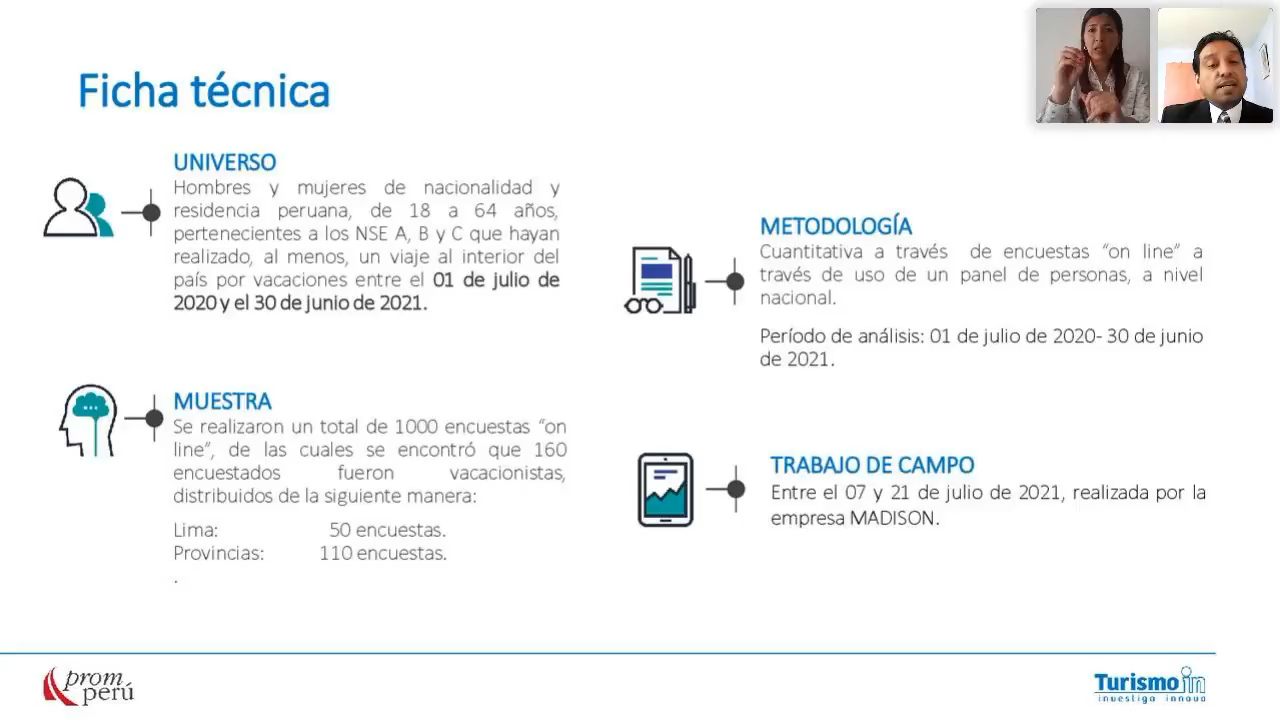 Ficha técnica
UNIVERSO
Hombres y mujeres de nacionalidad y
residencia peruana, de 18 a 64 años,
pertenecientes a los NSE A, B y C que hayan
realizado, al menos, un viaje al interior del
país por vacaciones entre el 01 de julio de
2020 y el 30 de junio de 2021.
MUESTRA
Se realizaron un total de 1000 encuestas “on
line”, de las cuales se encontró que 160
encuestados fueron vacacionistas,
distribuidos de la siguiente manera:
Lima: 50 encuestas.
Provincias: 110 encuestas.
.
METODOLOGÍA
Cuantitativa a través de encuestas “on line” a
través de uso de un panel de personas, a nivel
nacional.
Período de análisis: 01 de julio de 2020- 30 de junio
de 2021.
TRABAJO DE CAMPO
Entre el 07 y 21 de julio de 2021, realizada por la
empresa MADISON.
prom
perú
Turismo in
investiga innova